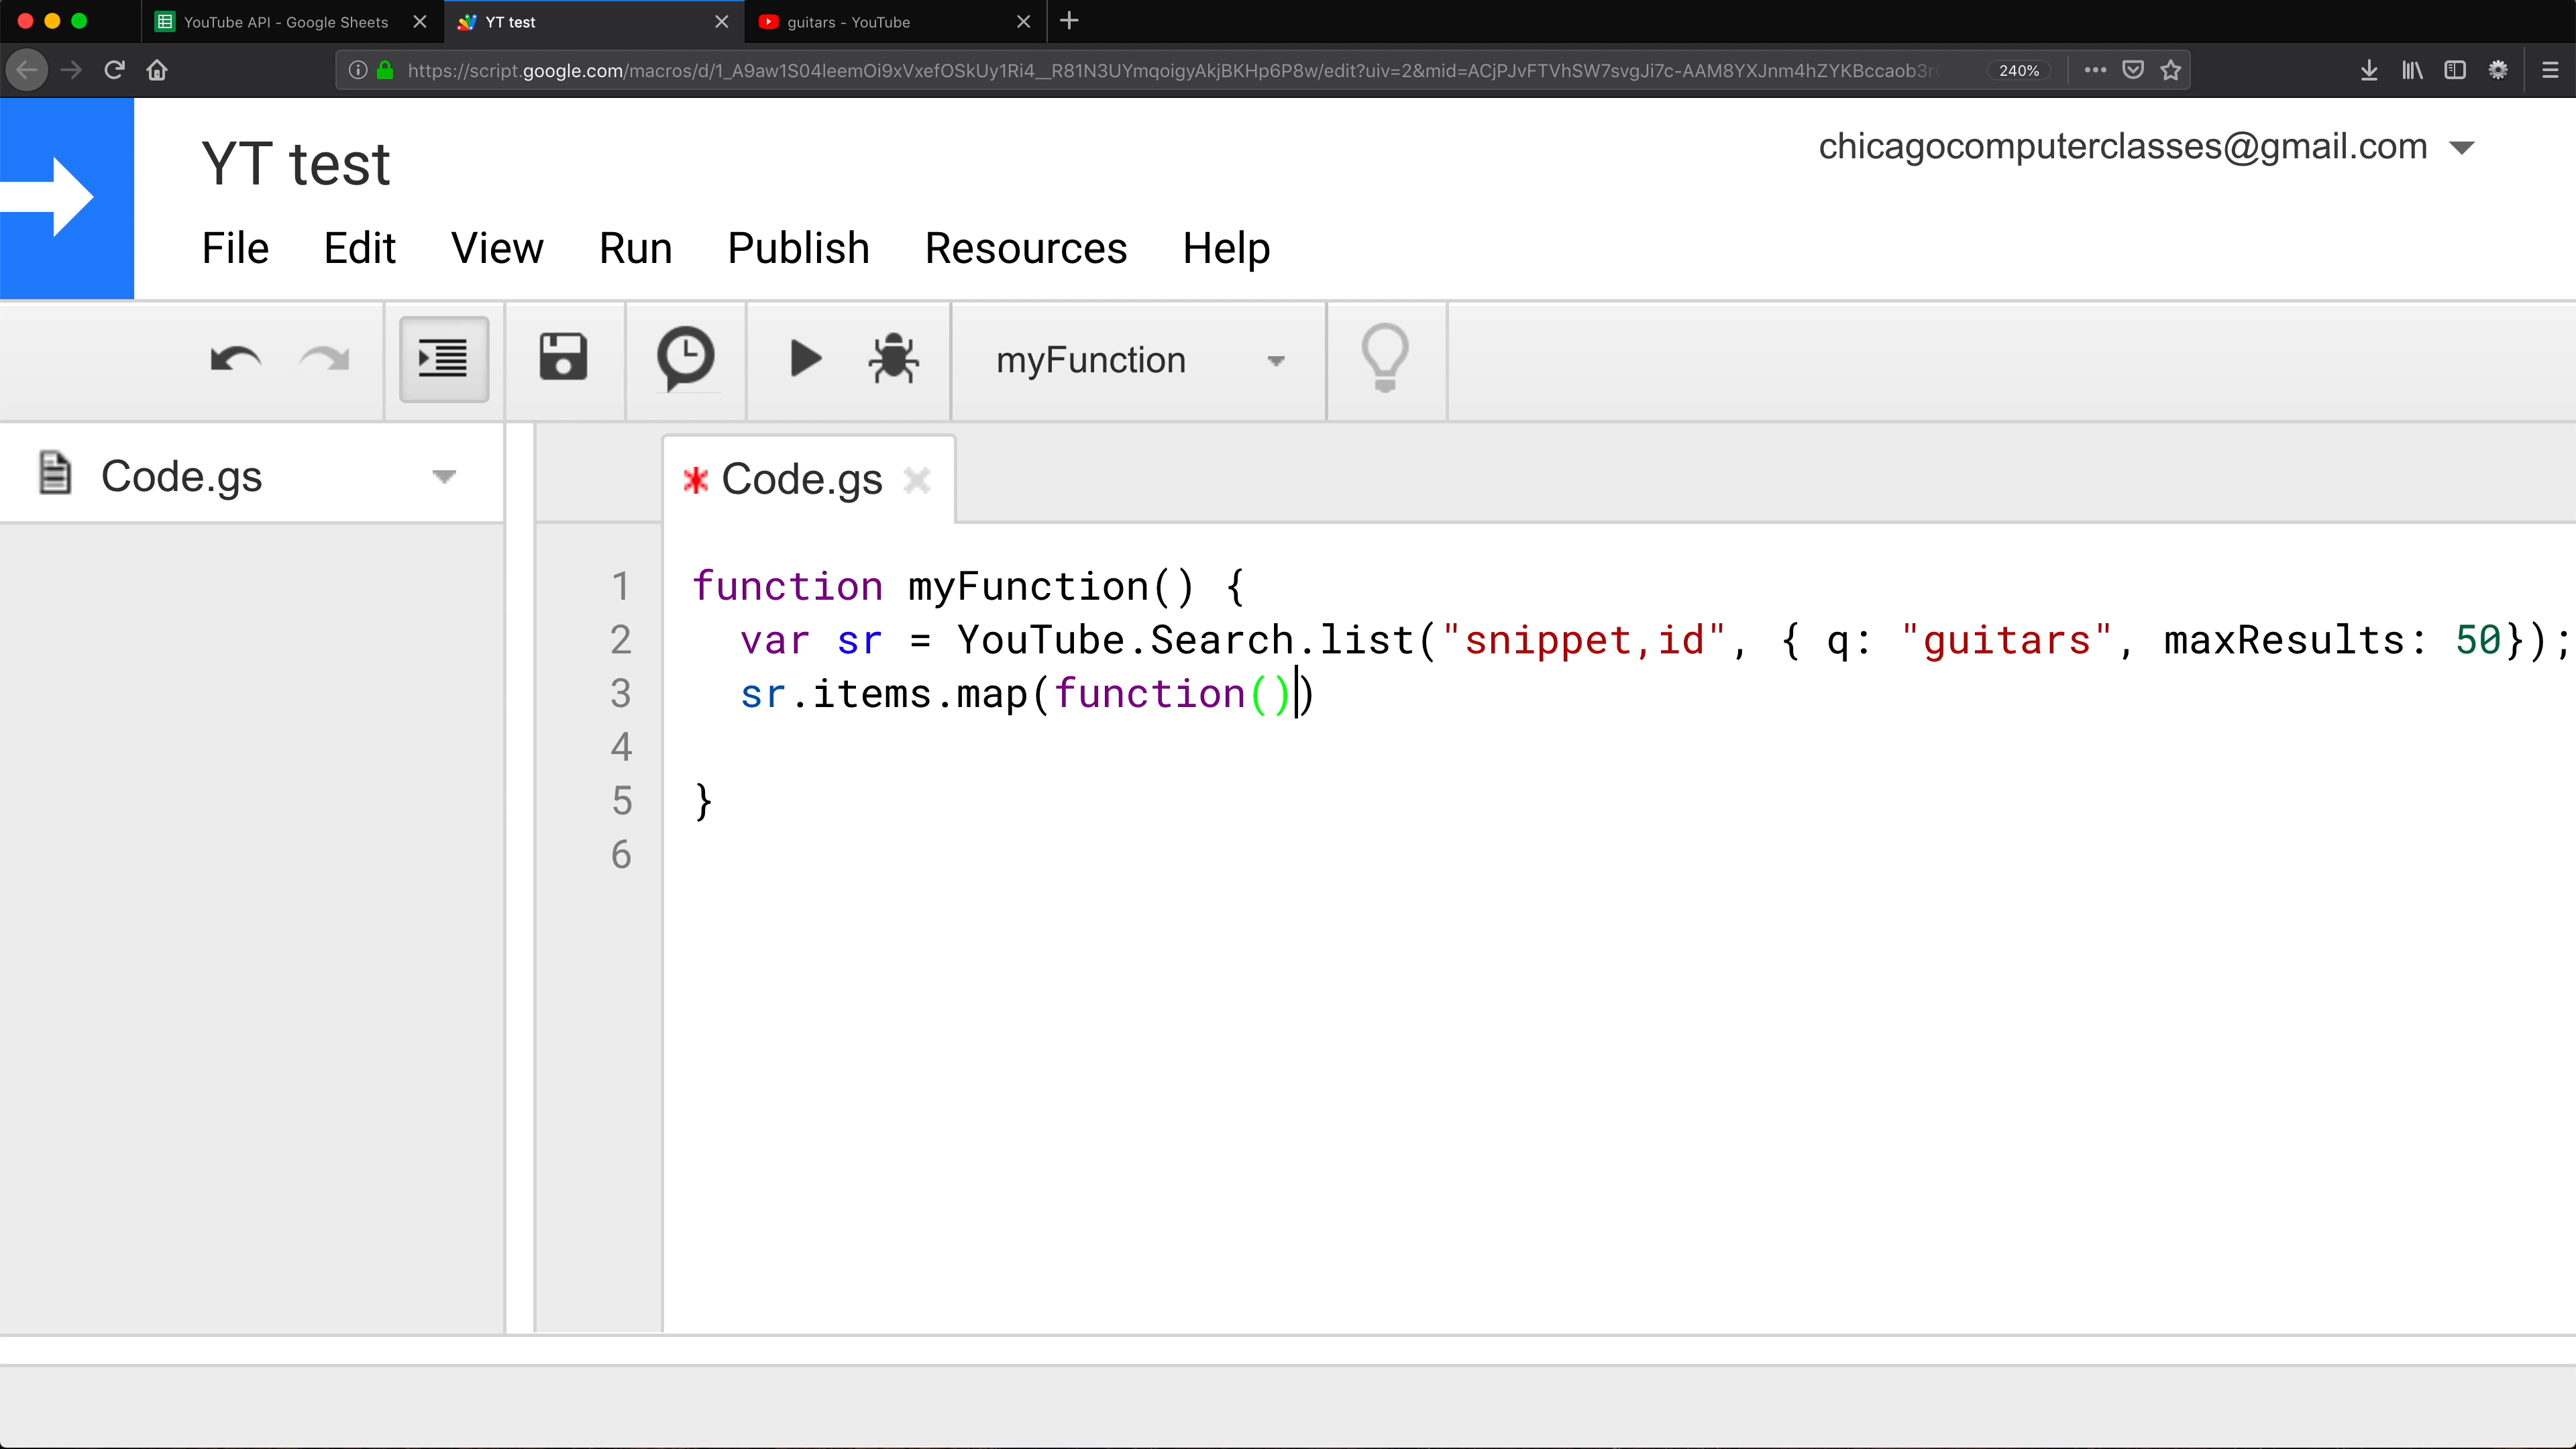 YouTube API - Google Sheets
YT test
guitars - YouTube
https://script.google.com/macros/d/1_A9aw1S04leemOi9xVxefOSkUy1Ri4__R81N3UYmqoigyAkjBKHp6P8w/edit?uiv=2&mid=ACjPJvFTVhSW7svgJi7c-AAM8YXJnm4hZYKBccaob3r
240%
YT test
chicagocomputerclasses@gmail.com
File Edit View Run Publish Resources Help
myFunction
Code.gs
Code.gs
1 function myFunction() {
2 var sr = YouTube.Search.list("snippet,id", { q: "guitars", maxResults: 50});
3 sr.items.map(function())
4
5 }
6